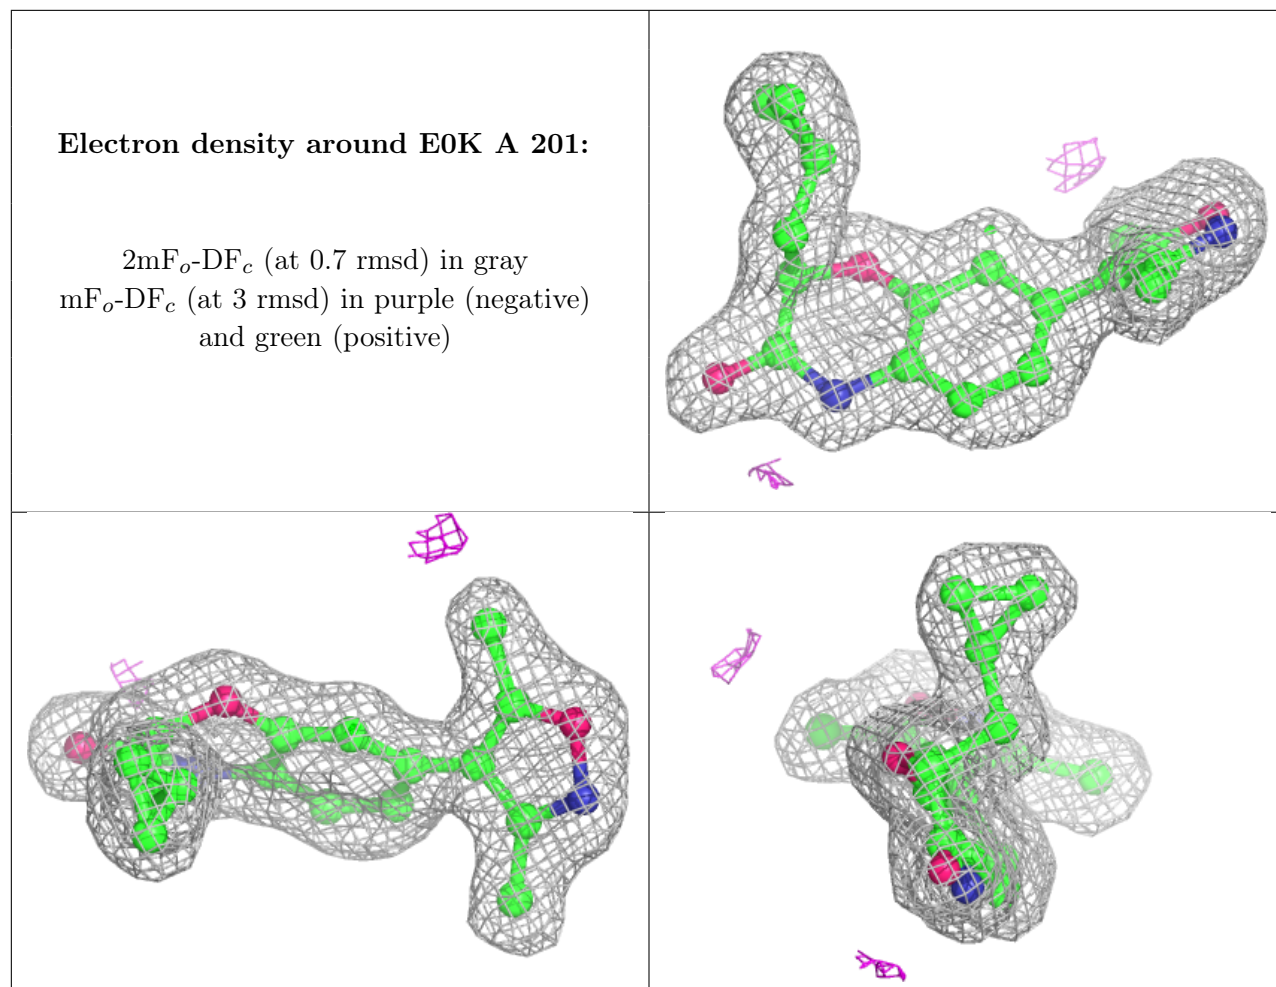 Electron density around E0K A 201:
2mFo-DFc (at 0.7 rmsd) in gray
mFo-DFc (at 3 rmsd) in purple (negative)
and green (positive)